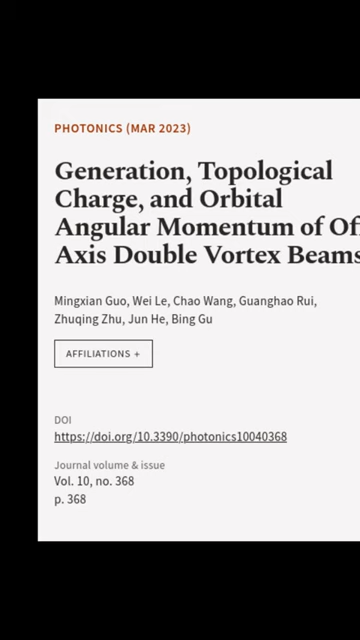 PHOTONICS (MAR 2023)
Generation, Topological
Charge, and Orbital
Angular Momentum of Of
Axis Double Vortex Beams
Mingxian Guo, Wei Le, Chao Wang, Guanghao Rui,
Zhuqing Zhu, Jun He, Bing Gu
AFFILIATIONS +
DOI
https://doi.org/10.3390/photonics10040368
Journal volume & issue
Vol. 10, no. 368
p. 368